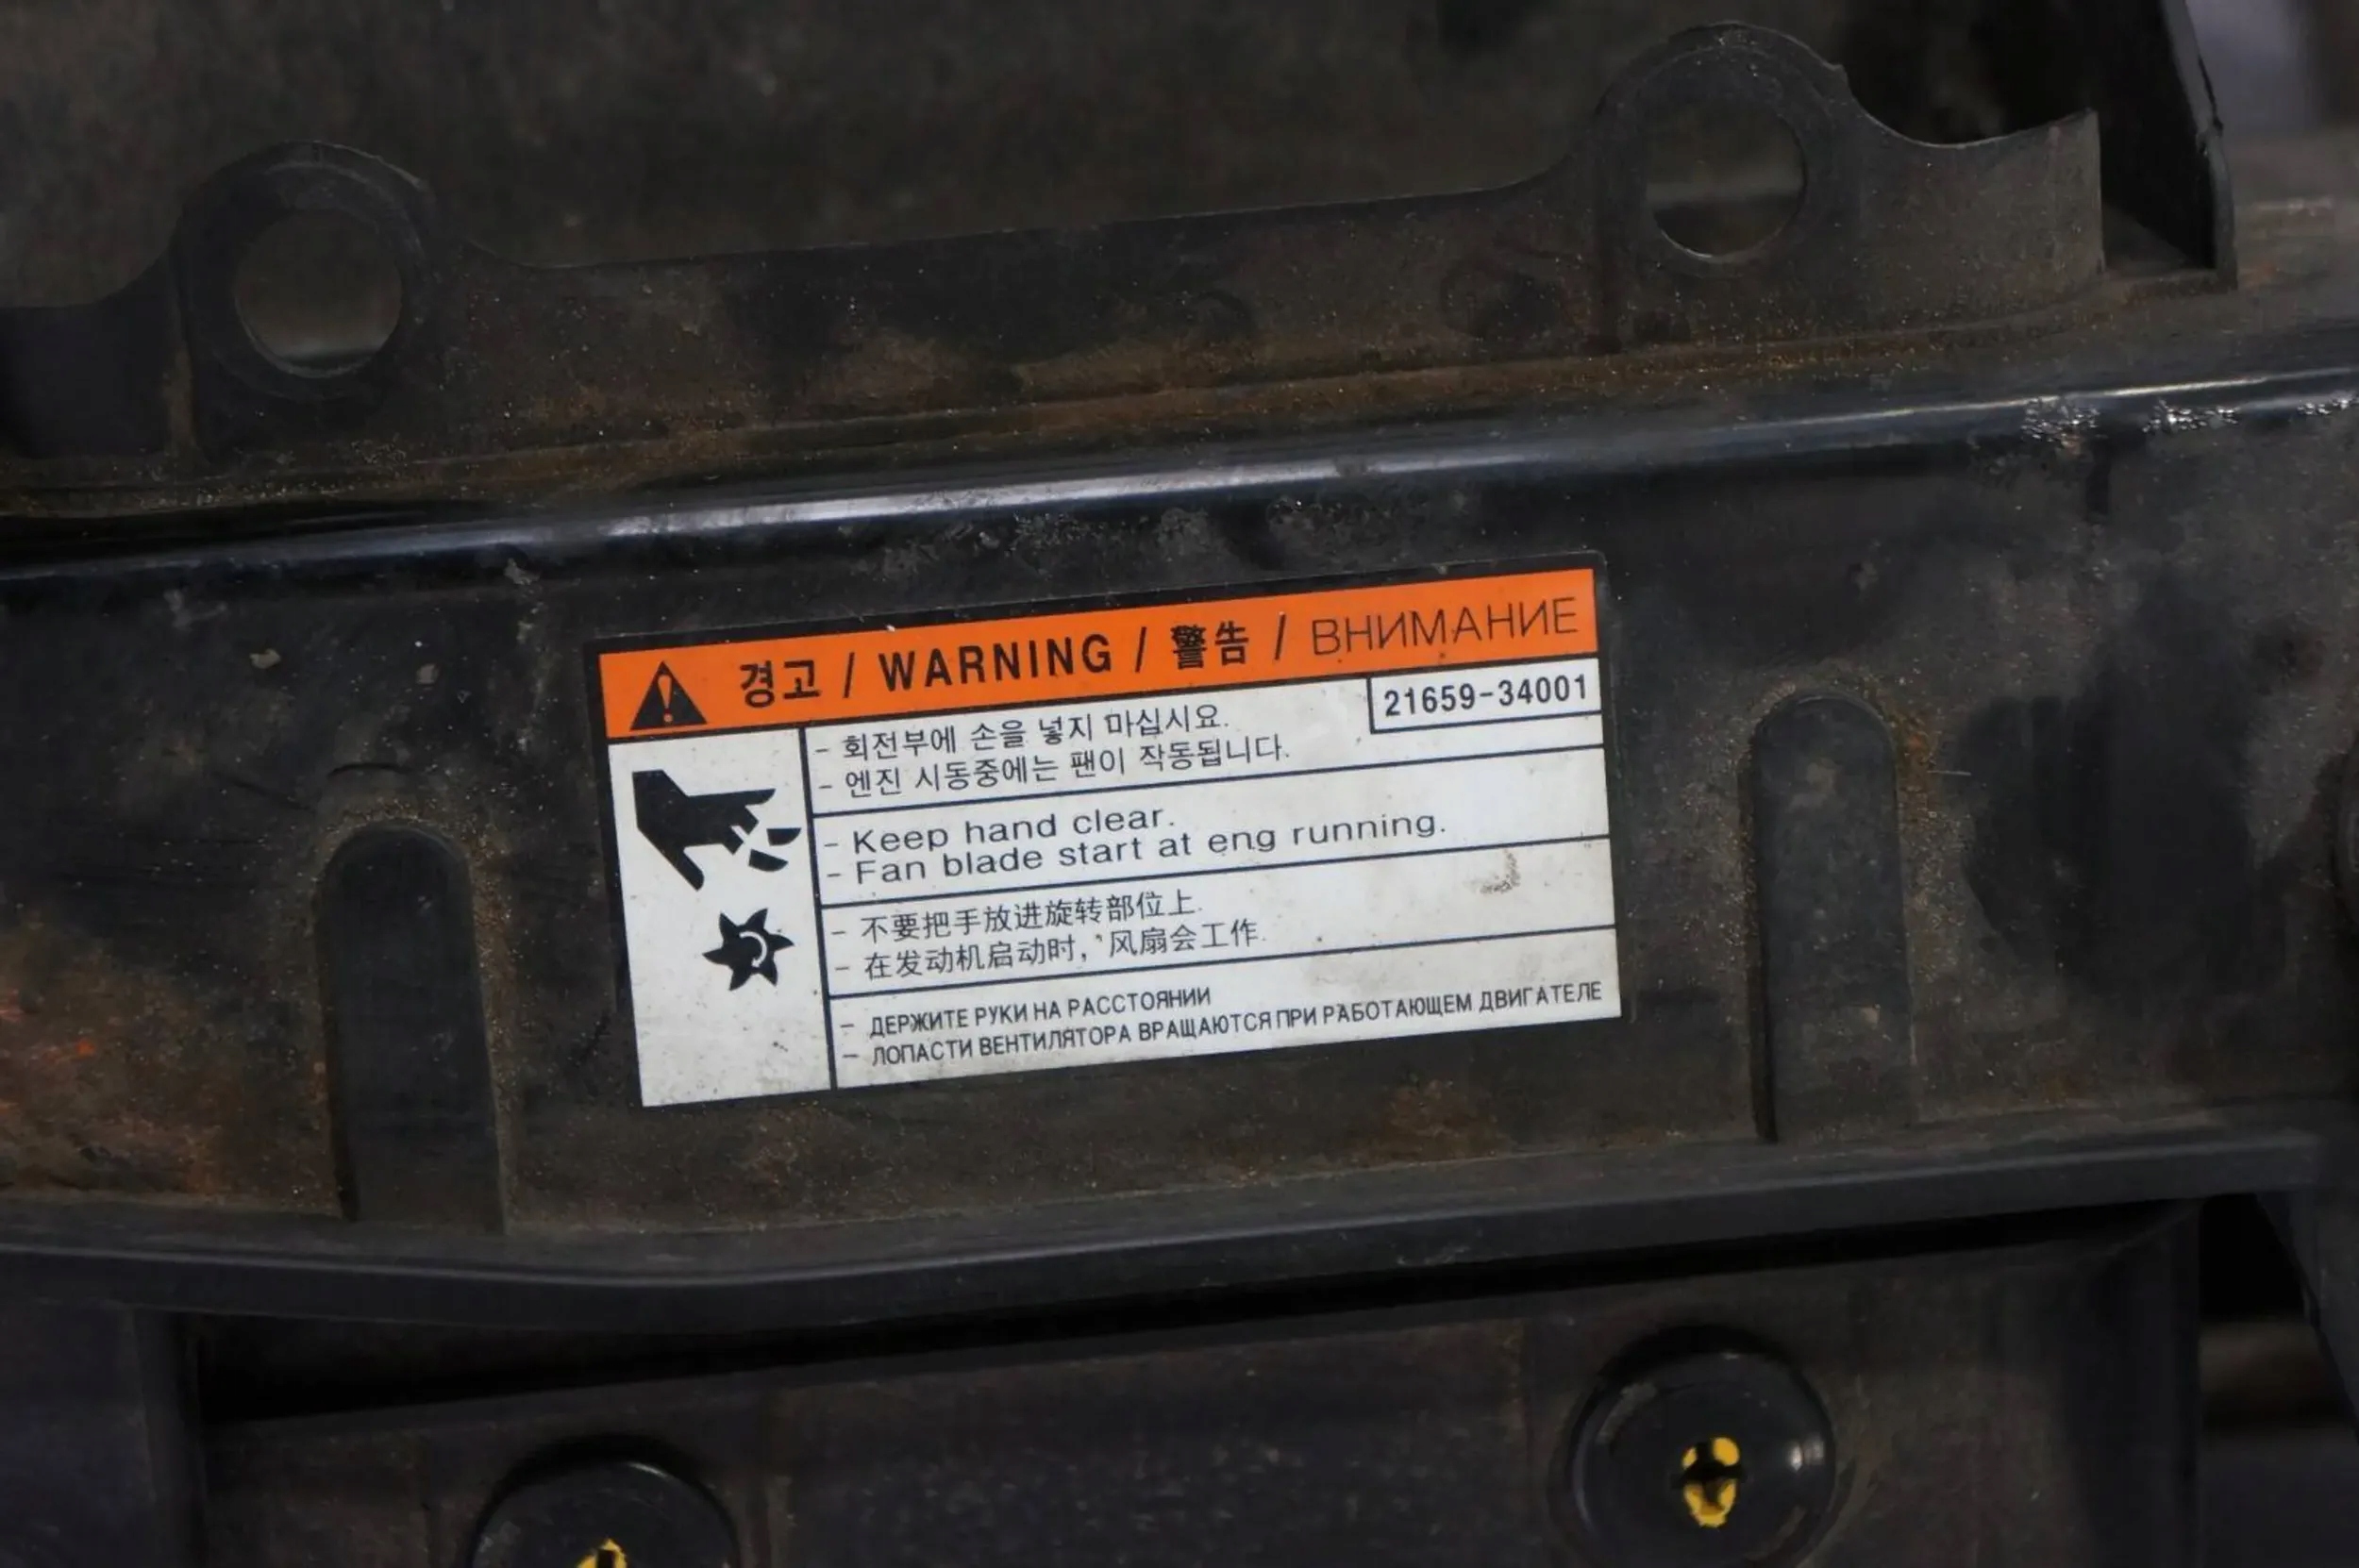 경고 / WARNING / 警告 / ВНИМАНИЕ
21659-34001
- 회전부에 손을 넣지 마십시요.
- 엔진 시동중에는 팬이 작동됩니다.
- Keep hand clear.
- Fan blade start at eng running.
- 不要把手放进旋转部位上.
- 在发动机启动时, 风扇会工作.
- ДЕРЖИТЕ РУКИ НА РАССТОЯНИИ
- ЛОПАСТИ ВЕНТИЛЯТОРА ВРАЩАЮТСЯ ПРИ РАБОТАЮЩЕМ ДВИГАТЕЛЕ